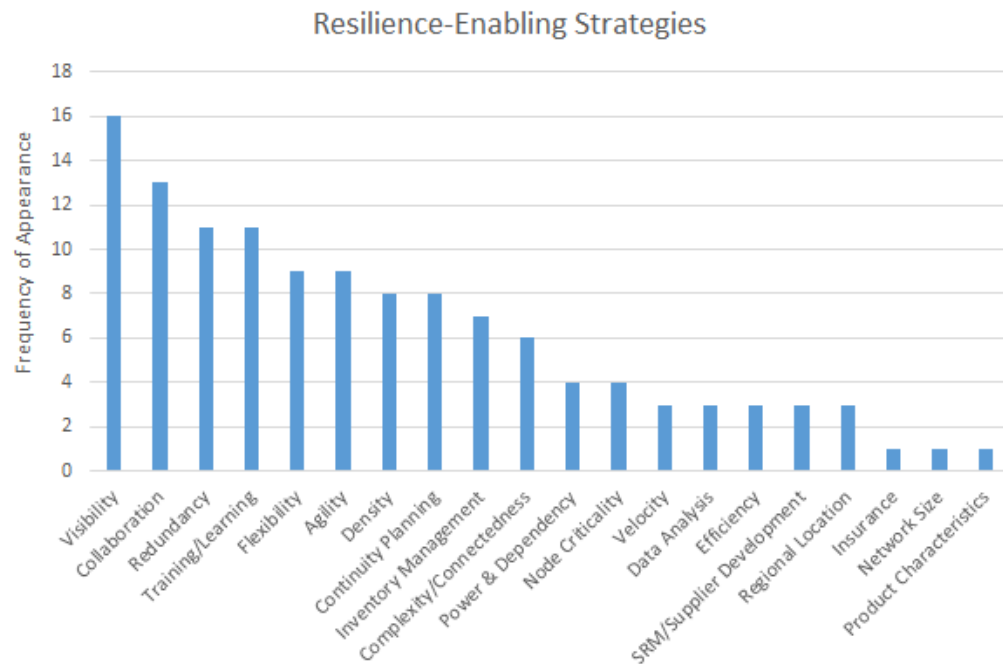 Resilience-Enabling Strategies
Frequency of Appearance
18
16
14
12
10
8
6
4
2
0
Visibility
Collaboration
Redundancy
Training/Learning
Flexibility
Agility
Density
Continuity Planning
Inventory Management
Complexity/Connectedness
Power & Dependency
Node Criticality
Velocity
Data Analysis
Efficiency
SRM/Supplier Development
Regional Location
Insurance
Network Size
Product Characteristics